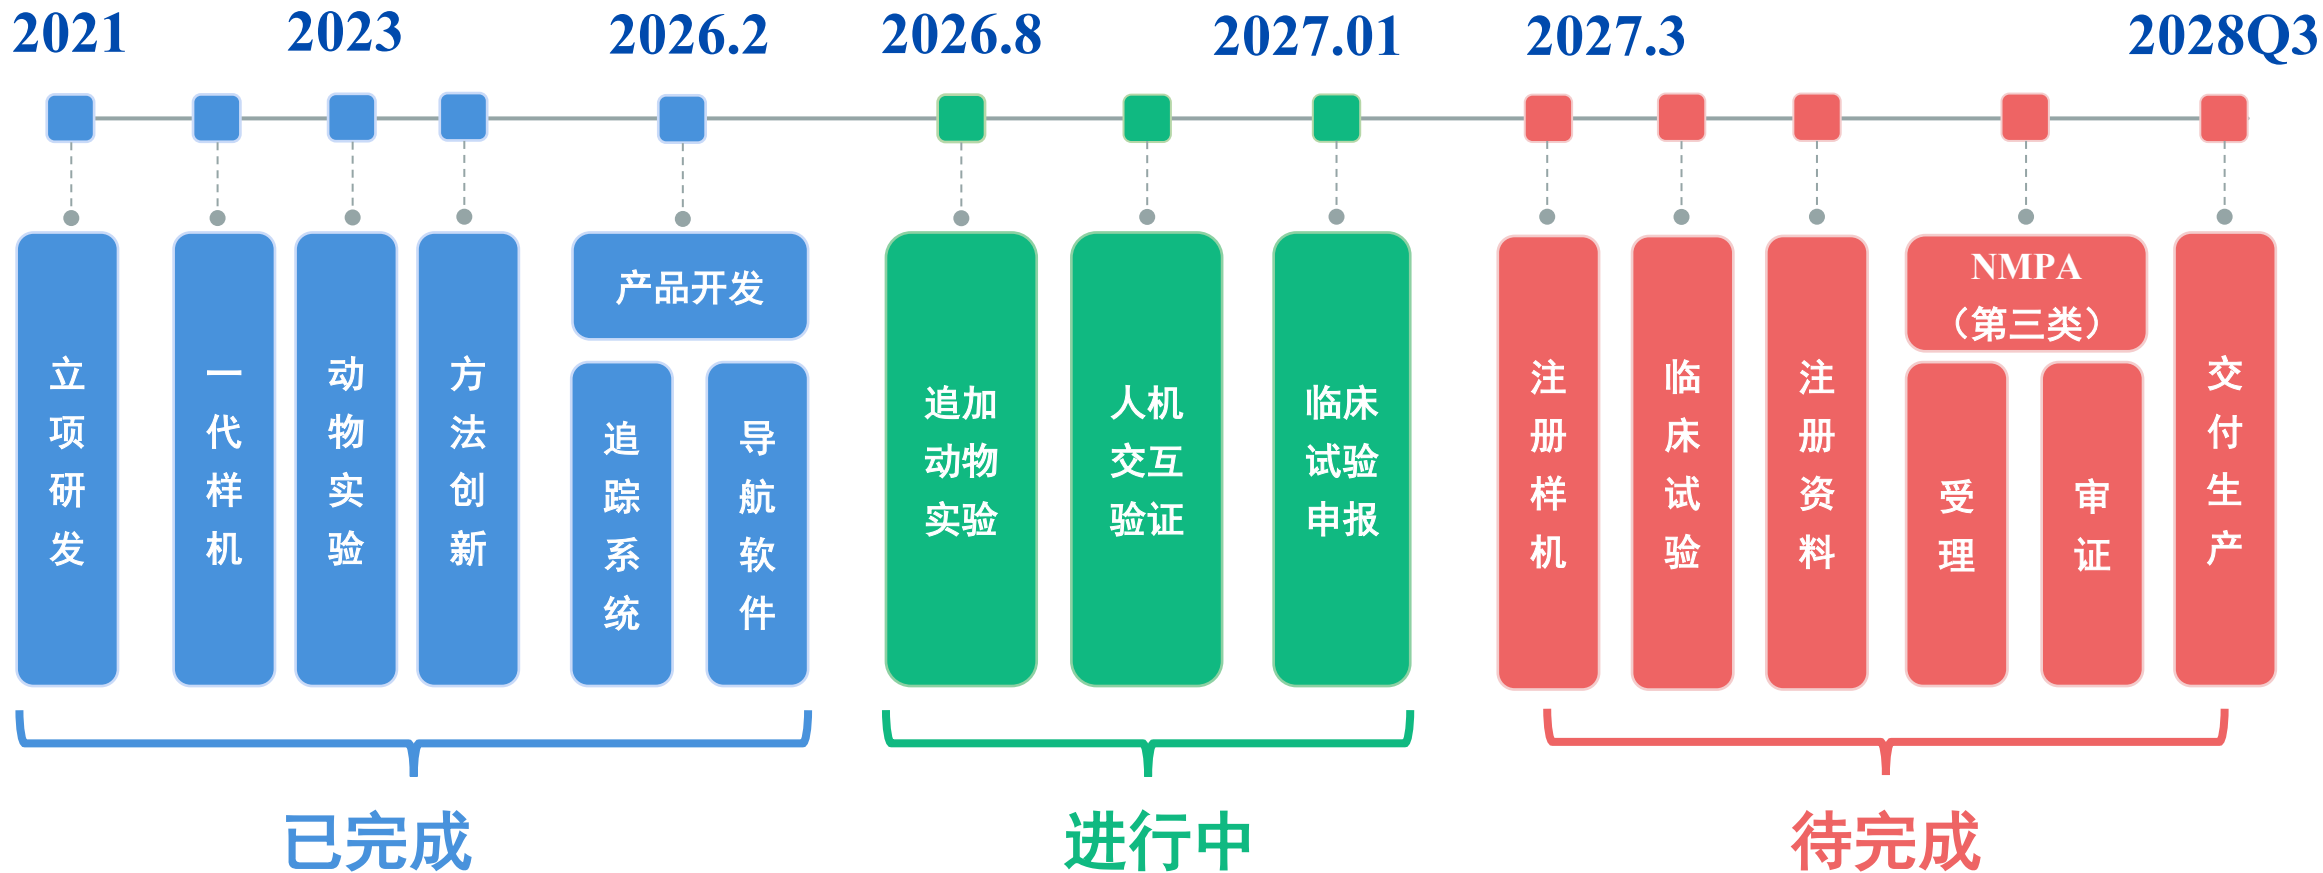 2021
2023
2026.2
2026.8
2027.01
2027.3
2028Q3
立项研发
一代样机
动物实验
方法创新
产品开发
追踪系统
导航软件
追加
动物
实验
人机
交互
验证
临床
试验
申报
注册样机
临床试验
注册资料
NMPA
（第三类）
受理
审证
交付生产
已完成
进行中
待完成